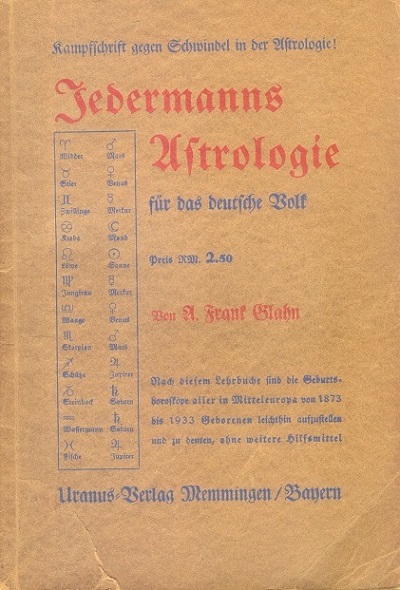 Kampfschrift gegen Schwindel in der Astrologie!
Jedermanns
Astrologie
für das deutsche Volk
♈ ♂
Widder Mars
♉ ♀
Stier Venus
♊ ☿
Zwillinge Merkur
♋ ☾
Krebs Mond
♌ ☉
Löwe Sonne
♍ ☿
Jungfrau Merkur
♎ ♀
Waage Venus
♏ ♂
Skorpion Mars
♐ ♃
Schütze Jupiter
♑ ♄
Steinbock Saturn
♒ ♄
Wassermann Saturn
♓ ♃
Fische Jupiter
Preis RM. 2.50
Von A. Frank Glahn
Nach diesem Lehrbuche sind die Geburts-
horoskope aller in Mitteleuropa von 1873
bis 1933 Geborenen leichthin aufzustellen
und zu deuten, ohne weitere Hilfsmittel
Uranus-Verlag Memmingen/Bayern